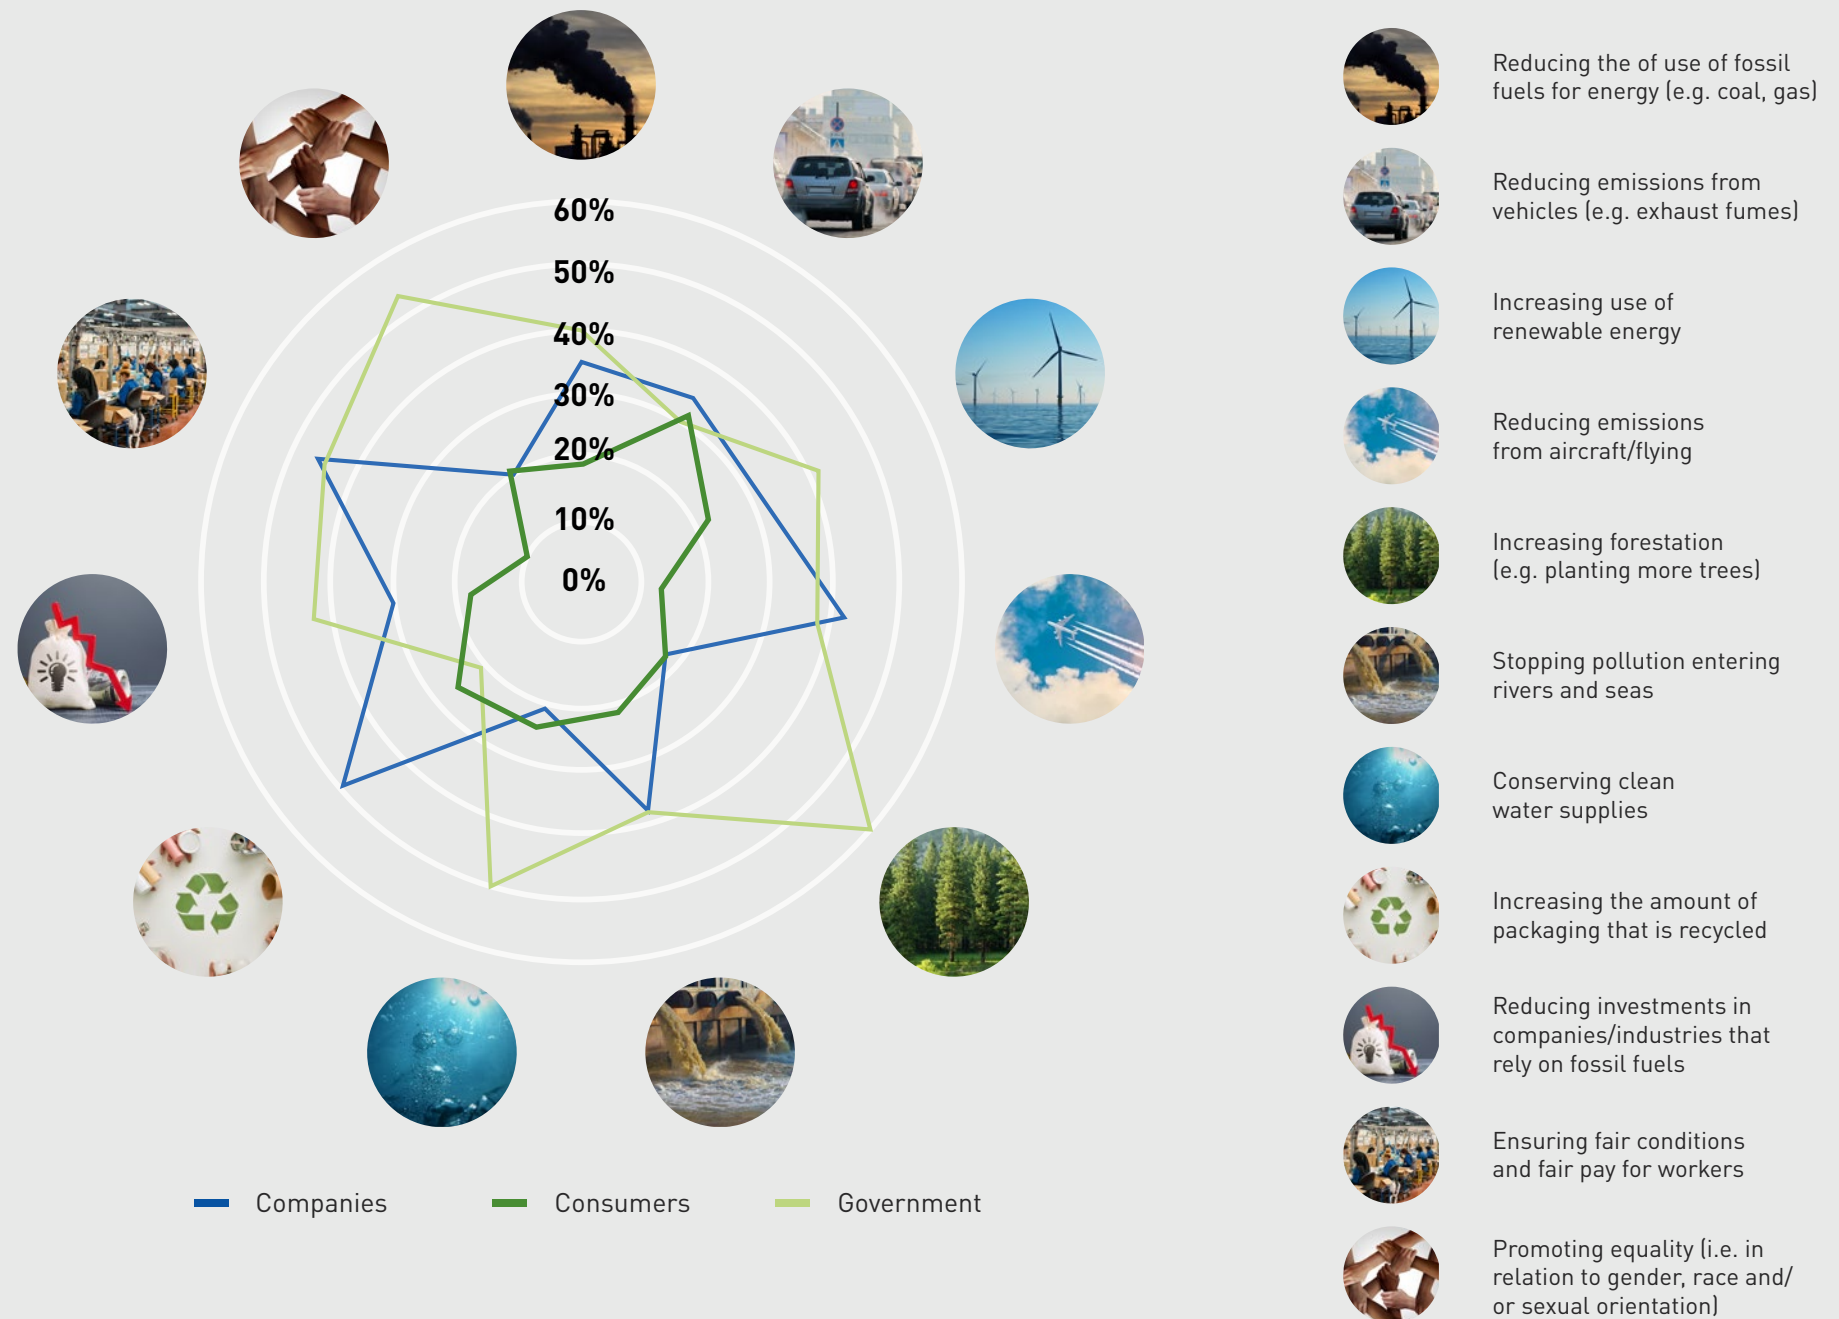 60%
50%
40%
30%
20%
10%
0%
Companies
Consumers
Government
Reducing the of use of fossil
fuels for energy (e.g. coal, gas)
Reducing emissions from
vehicles (e.g. exhaust fumes)
Increasing use of
renewable energy
Reducing emissions
from aircraft/flying
Increasing forestation
(e.g. planting more trees)
Stopping pollution entering
rivers and seas
Conserving clean
water supplies
Increasing the amount of
packaging that is recycled
Reducing investments in
companies/industries that
rely on fossil fuels
Ensuring fair conditions
and fair pay for workers
Promoting equality (i.e. in
relation to gender, race and/
or sexual orientation)